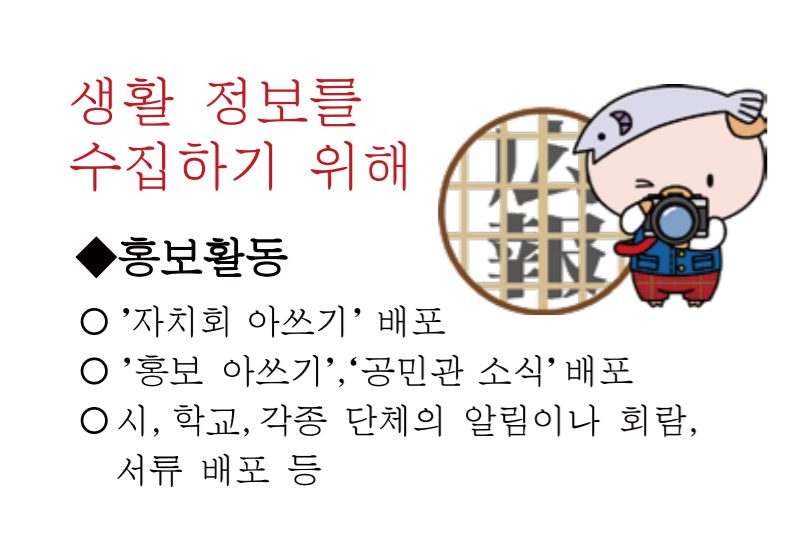 생활 정보를
수집하기 위해
広報
◆홍보활동
○ ’자치회 아쓰기’ 배포
○ ’홍보 아쓰기’,‘공민관 소식’ 배포
○ 시, 학교, 각종 단체의 알림이나 회람,
서류 배포 등